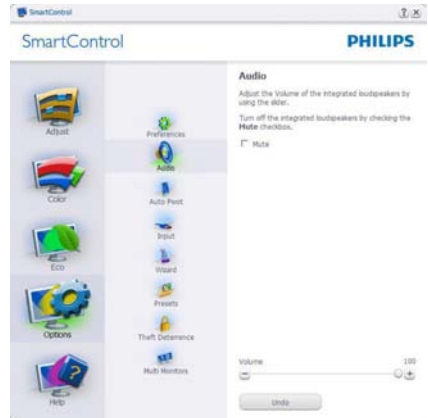 SmartControl
SmartControl
PHILIPS
Adjust
Color
Eco
Options
Help
Preferences
Audio
Auto Pivot
Input
Wizard
Presets
Theft Deterrence
Multi Monitors
Audio
Adjust the Volume of the integrated loudspeakers by
using the slider.
Turn off the integrated loudspeakers by checking the
Mute checkbox.
Mute
Volume 100
Undo